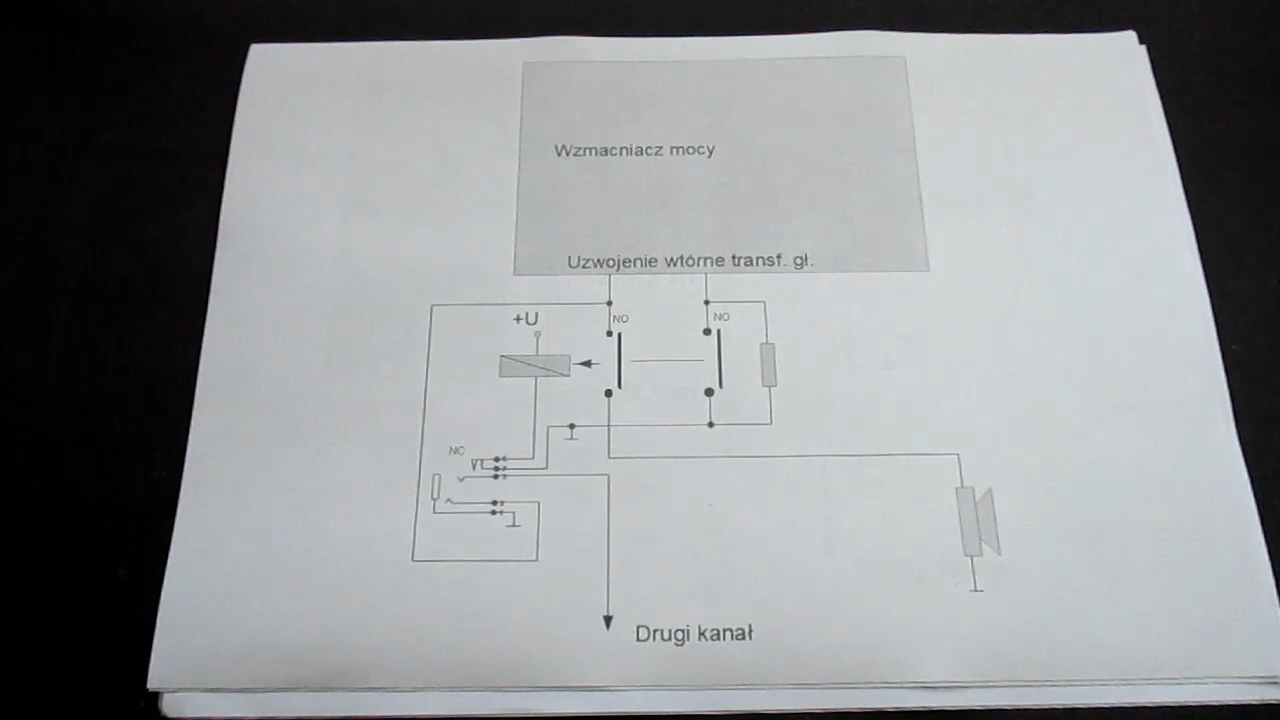 Wzmacniacz mocy
Uzwojenie wtórne transf. gł.
+U
NO
NO
NC
Drugi kanał